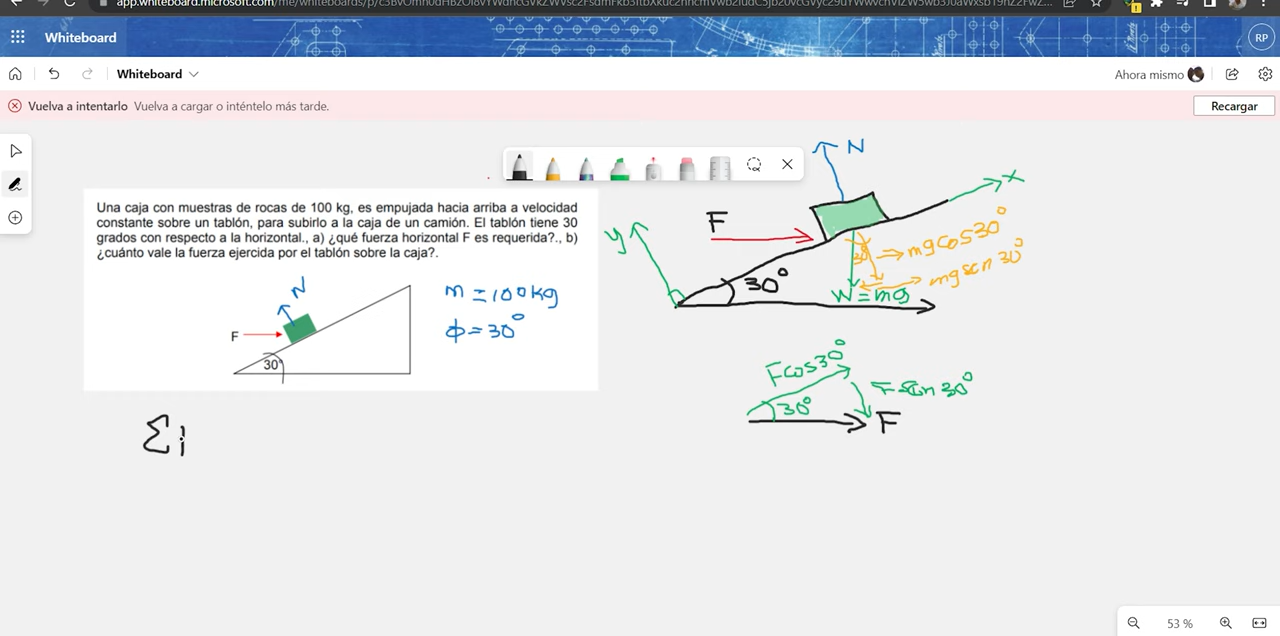 Whiteboard
RP
Whiteboard
Ahora mismo
Vuelva a intentarlo Vuelva a cargar o inténtelo más tarde.
Recargar
Una caja con muestras de rocas de 100 kg, es empujada hacia arriba a velocidad
constante sobre un tablón, para subirlo a la caja de un camión. El tablón tiene 30
grados con respecto a la horizontal., a) ¿qué fuerza horizontal F es requerida?., b)
¿cuánto vale la fuerza ejercida por el tablón sobre la caja?.
N
F
30°
m = 100kg
Φ = 30°
N
x
y
F
30°
30°
mg cos 30°
mg sen 30°
W = mg
F cos 30°
30°
F sen 30°
F
Σ
53 %